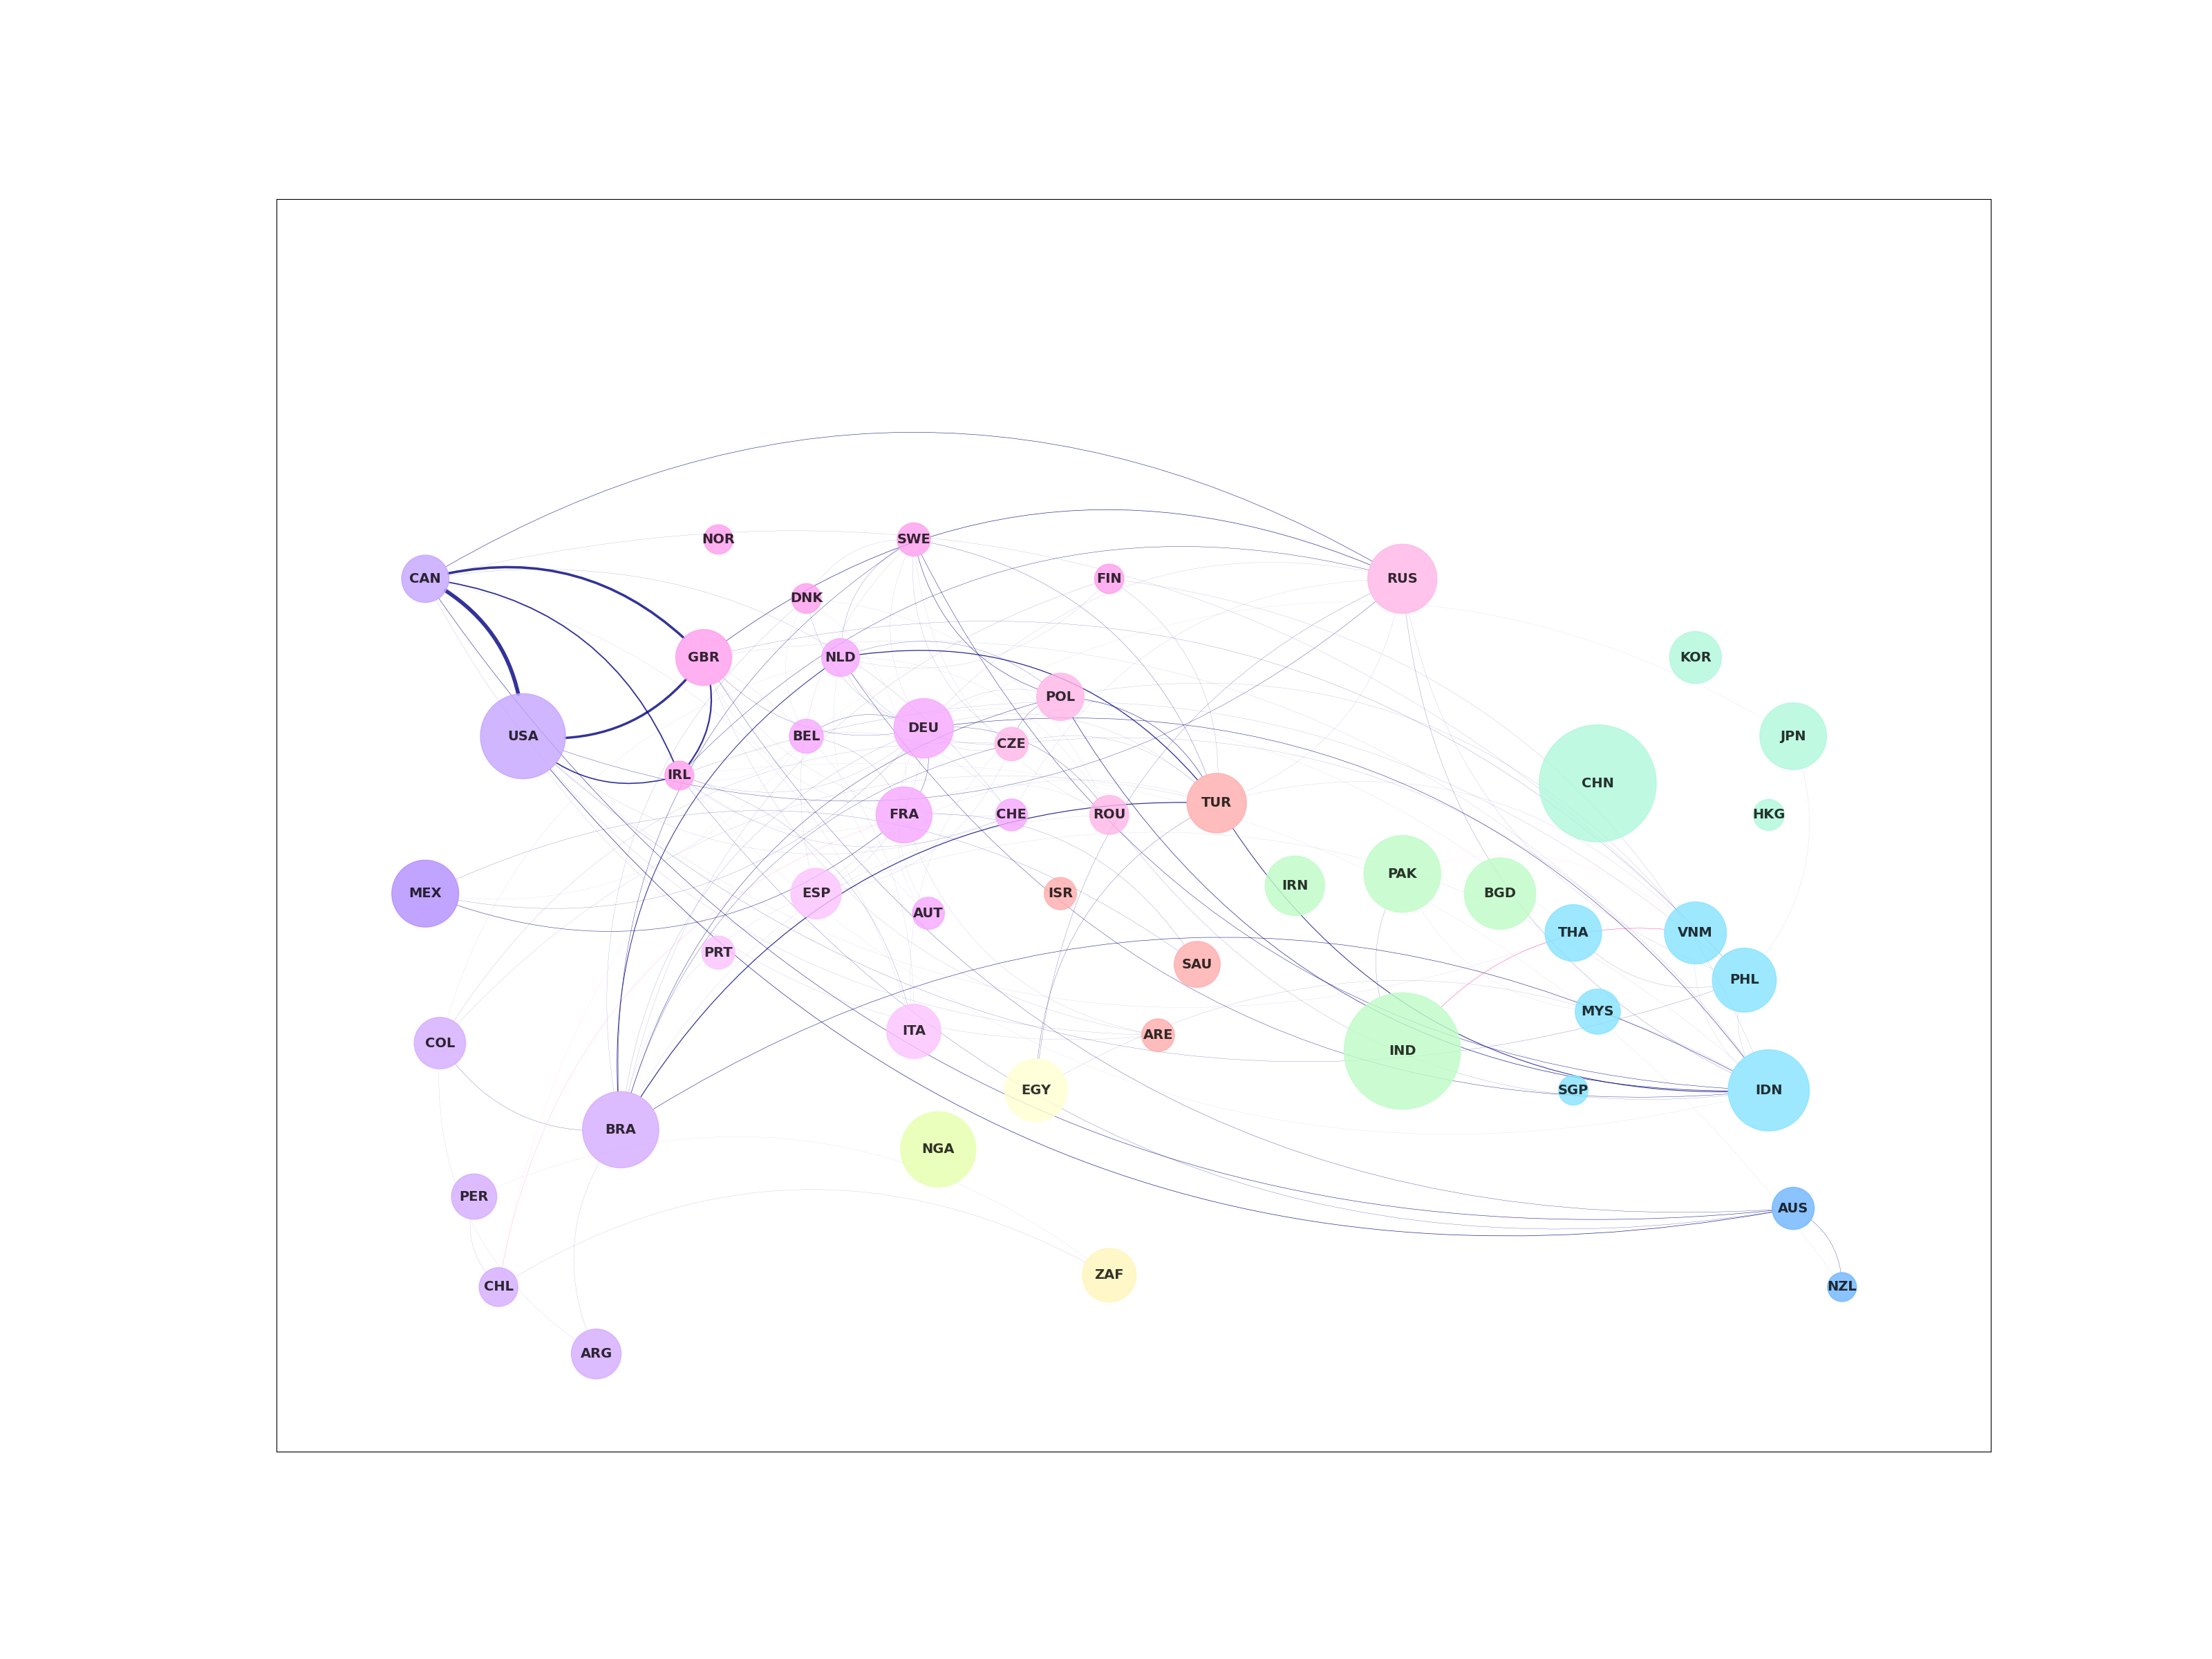 NOR
SWE
CAN
FIN
RUS
DNK
GBR
NLD
KOR
POL
USA
BEL
DEU
CZE
JPN
IRL
CHN
TUR
FRA
CHE
ROU
HKG
MEX
ESP
ISR
IRN
PAK
BGD
AUT
THA
VNM
PRT
SAU
PHL
MYS
COL
ITA
ARE
IND
EGY
SGP
IDN
BRA
NGA
PER
AUS
ZAF
CHL
NZL
ARG